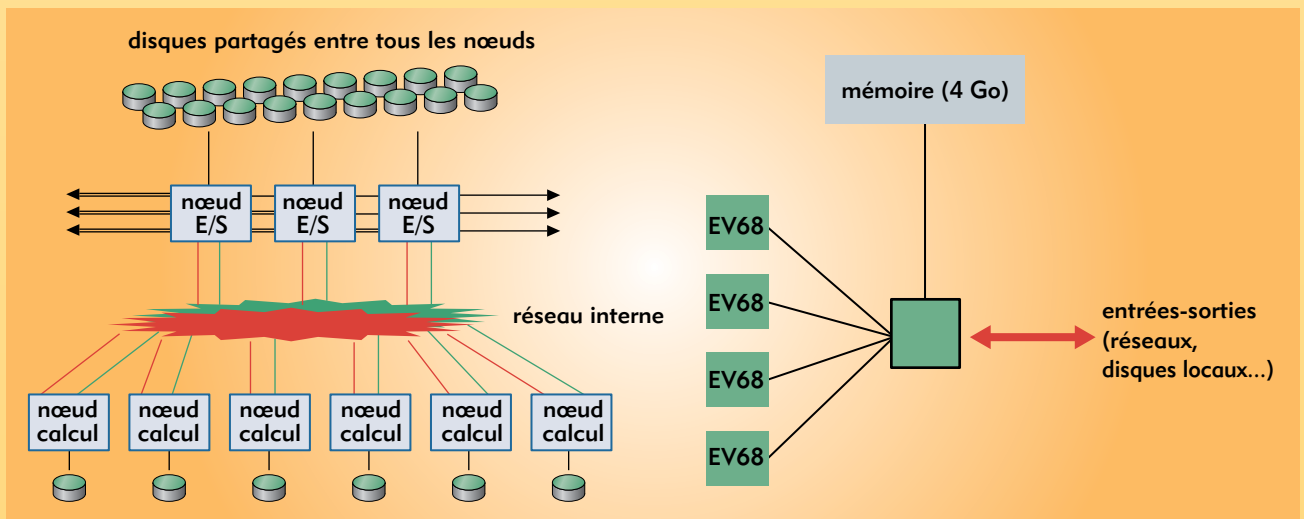 disques partagés entre tous les nœuds
nœud
E/S
nœud
E/S
nœud
E/S
réseau interne
nœud
calcul
nœud
calcul
nœud
calcul
nœud
calcul
nœud
calcul
nœud
calcul
mémoire (4 Go)
EV68
EV68
EV68
EV68
entrées-sorties
(réseaux,
disques locaux...)